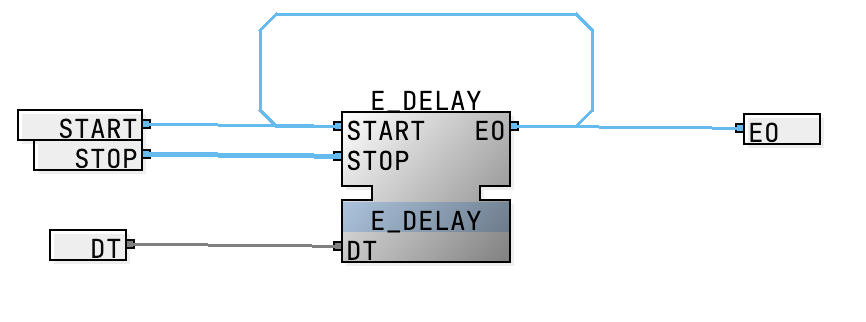 E_DELAY
START
START
EO
EO
STOP
STOP
E_DELAY
DT
DT